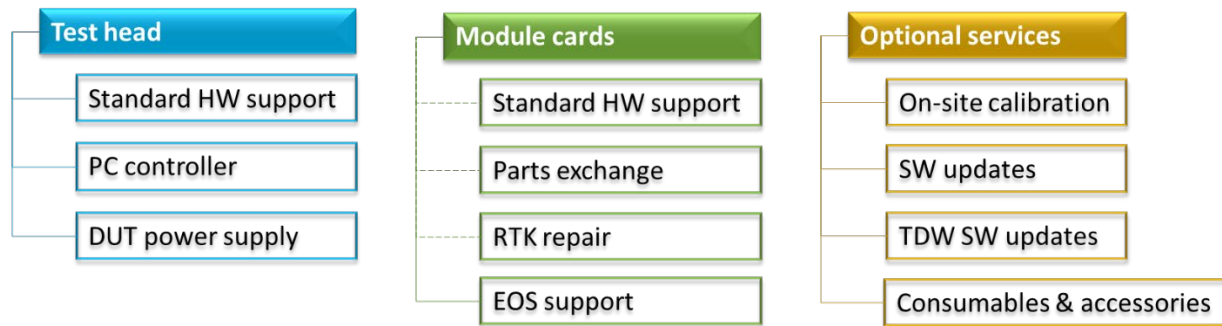 Test head
Standard HW support
PC controller
DUT power supply
Module cards
Standard HW support
Parts exchange
RTK repair
EOS support
Optional services
On-site calibration
SW updates
TDW SW updates
Consumables & accessories